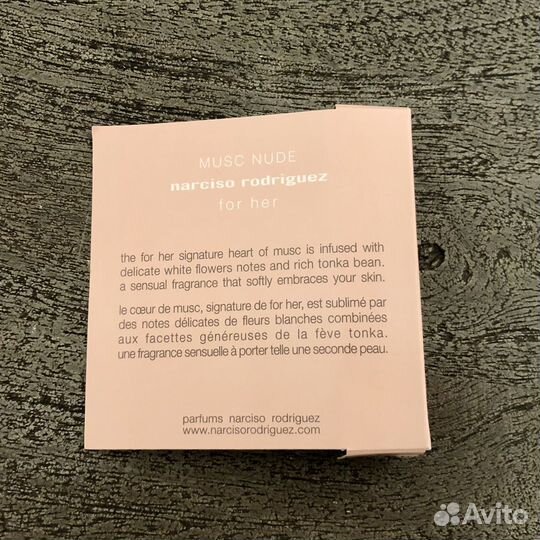 MUSC NUDE
narciso rodriguez
for her
the for her signature heart of musc is infused with
delicate white flowers notes and rich tonka bean.
a sensual fragrance that softly embraces your skin.
le cœur de musc, signature de for her, est sublimé par
des notes délicates de fleurs blanches combinées
aux facettes généreuses de la fève tonka.
une fragrance sensuelle à porter telle une seconde peau.
parfums narciso rodriguez
www.narcisorodriguez.com
Avito